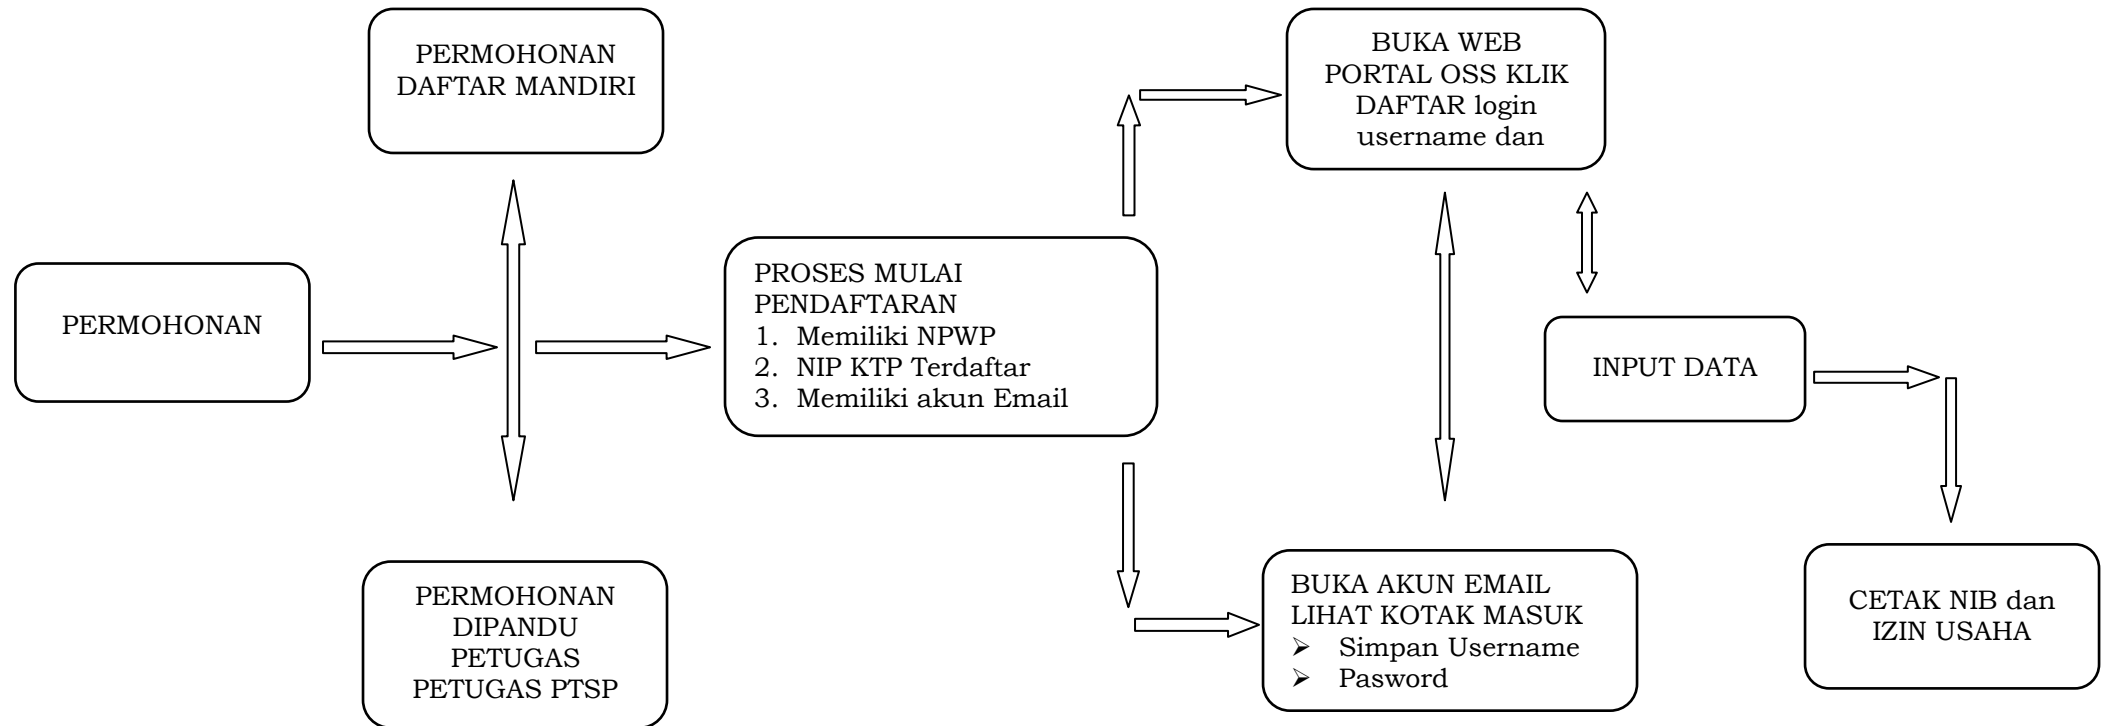 PERMOHONAN
PERMOHONAN
DAFTAR MANDIRI
PERMOHONAN
DIPANDU
PETUGAS
PETUGAS PTSP
PROSES MULAI
PENDAFTARAN
1. Memiliki NPWP
2. NIP KTP Terdaftar
3. Memiliki akun Email
BUKA WEB
PORTAL OSS KLIK
DAFTAR login
username dan
BUKA AKUN EMAIL
LIHAT KOTAK MASUK
➢ Simpan Username
➢ Pasword
INPUT DATA
CETAK NIB dan
IZIN USAHA